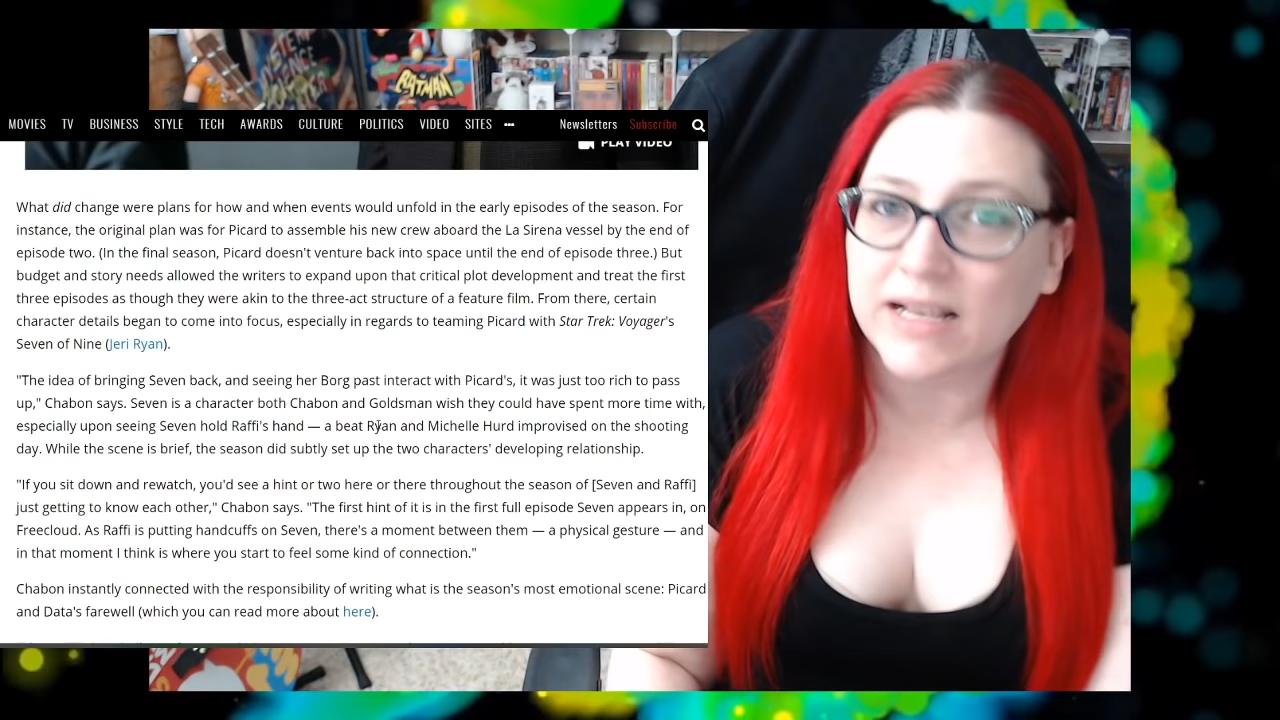 BATMAN
MOVIES TV BUSINESS STYLE TECH AWARDS CULTURE POLITICS VIDEO SITES ••• Newsletters Subscribe
PLAY VIDEO
What did change were plans for how and when events would unfold in the early episodes of the season. For
instance, the original plan was for Picard to assemble his new crew aboard the La Sirena vessel by the end of
episode two. (In the final season, Picard doesn't venture back into space until the end of episode three.) But
budget and story needs allowed the writers to expand upon that critical plot development and treat the first
three episodes as though they were akin to the three-act structure of a feature film. From there, certain
character details began to come into focus, especially in regards to teaming Picard with Star Trek: Voyager's
Seven of Nine (Jeri Ryan).
"The idea of bringing Seven back, and seeing her Borg past interact with Picard's, it was just too rich to pass
up," Chabon says. Seven is a character both Chabon and Goldsman wish they could have spent more time with,
especially upon seeing Seven hold Raffi's hand — a beat Ryan and Michelle Hurd improvised on the shooting
day. While the scene is brief, the season did subtly set up the two characters' developing relationship.
"If you sit down and rewatch, you'd see a hint or two here or there throughout the season of [Seven and Raffi]
just getting to know each other," Chabon says. "The first hint of it is in the first full episode Seven appears in, on
Freecloud. As Raffi is putting handcuffs on Seven, there's a moment between them — a physical gesture — and
in that moment I think is where you start to feel some kind of connection."
Chabon instantly connected with the responsibility of writing what is the season's most emotional scene: Picard
and Data's farewell (which you can read more about here).